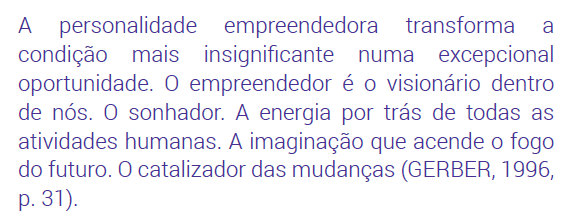 A personalidade empreendedora transforma a
condição mais insignificante numa excepcional
oportunidade. O empreendedor é o visionário dentro
de nós. O sonhador. A energia por trás de todas as
atividades humanas. A imaginação que acende o fogo
do futuro. O catalizador das mudanças (GERBER, 1996,
p. 31).